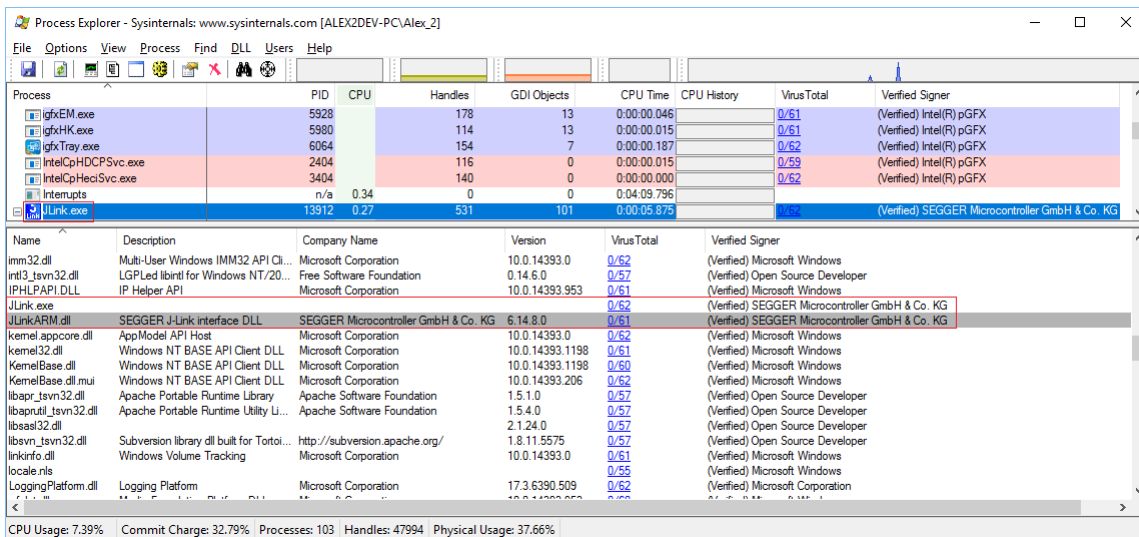 Process Explorer - Sysinternals: www.sysinternals.com [ALEX2DEV-PC\Alex_2]
File Options View Process Find DLL Users Help
Process PID CPU Handles GDI Objects CPU Time CPU History VirusTotal Verified Signer
igfxEM.exe 5928 178 13 0:00:00.046 0/61 (Verified) Intel(R) pGFX
igfxHK.exe 5980 114 13 0:00:00.015 0/61 (Verified) Intel(R) pGFX
igfxTray.exe 6064 154 7 0:00:00.187 0/62 (Verified) Intel(R) pGFX
IntelCpHDCPSvc.exe 2404 116 0 0:00:00.015 0/59 (Verified) Intel(R) pGFX
IntelCpHeciSvc.exe 3404 140 0 0:00:00.000 0/62 (Verified) Intel(R) pGFX
Interrupts n/a 0.34 0 0 0:04:09.796
JLink.exe 13912 0.27 531 101 0:00:05.875 0/62 (Verified) SEGGER Microcontroller GmbH & Co. KG
Name Description Company Name Version VirusTotal Verified Signer
imm32.dll Multi-User Windows IMM32 API Cli... Microsoft Corporation 10.0.14393.0 0/62 (Verified) Microsoft Windows
intl3_tsvn32.dll LGPLed libintl for Windows NT/20... Free Software Foundation 0.14.6.0 0/57 (Verified) Open Source Developer
IPHLPAPI.DLL IP Helper API Microsoft Corporation 10.0.14393.953 0/61 (Verified) Microsoft Windows
JLink.exe 0/62 (Verified) SEGGER Microcontroller GmbH & Co. KG
JLinkARM.dll SEGGER J-Link interface DLL SEGGER Microcontroller GmbH & Co. KG 6.14.8.0 0/61 (Verified) SEGGER Microcontroller GmbH & Co. KG
kernel.appcore.dll AppModel API Host Microsoft Corporation 10.0.14393.0 0/62 (Verified) Microsoft Windows
kernel32.dll Windows NT BASE API Client DLL Microsoft Corporation 10.0.14393.1198 0/61 (Verified) Microsoft Windows
KernelBase.dll Windows NT BASE API Client DLL Microsoft Corporation 10.0.14393.1198 0/60 (Verified) Microsoft Windows
KernelBase.dll.mui Windows NT BASE API Client DLL Microsoft Corporation 10.0.14393.206 0/62 (Verified) Microsoft Windows
libapr_tsvn32.dll Apache Portable Runtime Library Apache Software Foundation 1.5.1.0 0/57 (Verified) Open Source Developer
libaprutil_tsvn32.dll Apache Portable Runtime Utility Li... Apache Software Foundation 1.5.4.0 0/57 (Verified) Open Source Developer
libsasl32.dll 2.1.24.0 0/57 (Verified) Open Source Developer
libsvn_tsvn32.dll Subversion library dll built for Tortoi... http://subversion.apache.org/ 1.8.11.5575 0/57 (Verified) Open Source Developer
linkinfo.dll Windows Volume Tracking Microsoft Corporation 10.0.14393.0 0/61 (Verified) Microsoft Windows
locale.nls 0/55 (Verified) Microsoft Windows
LoggingPlatform.dll Logging Platform Microsoft Corporation 17.3.6390.509 0/62 (Verified) Microsoft Corporation
CPU Usage: 7.39% Commit Charge: 32.79% Processes: 103 Handles: 47994 Physical Usage: 37.66%